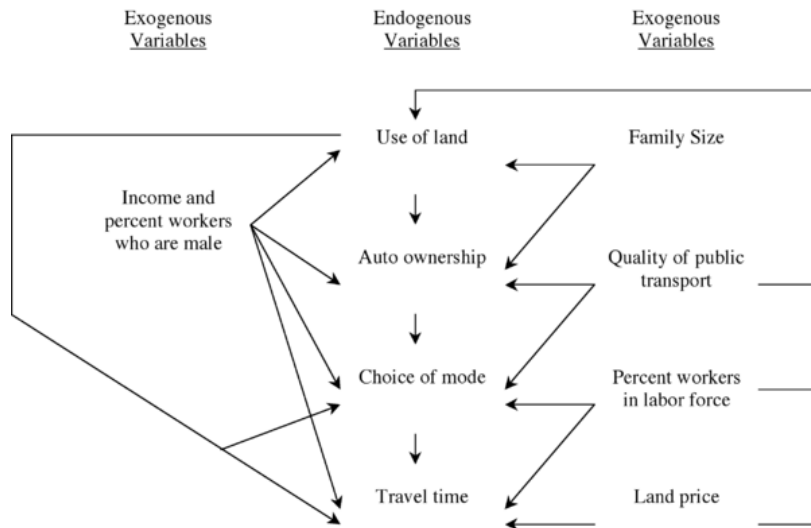 Exogenous
Variables
Endogenous
Variables
Exogenous
Variables
Use of land
Family Size
Income and
percent workers
who are male
Auto ownership
Quality of public
transport
Choice of mode
Percent workers
in labor force
Travel time
Land price